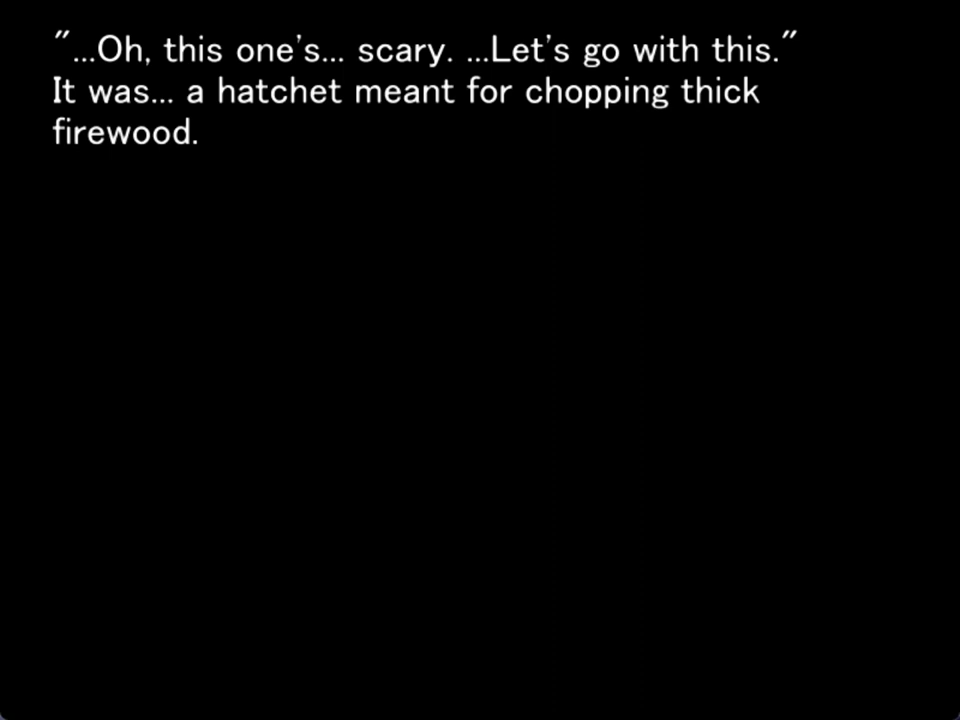 "...Oh, this one's... scary. ...Let's go with this."
It was... a hatchet meant for chopping thick
firewood.